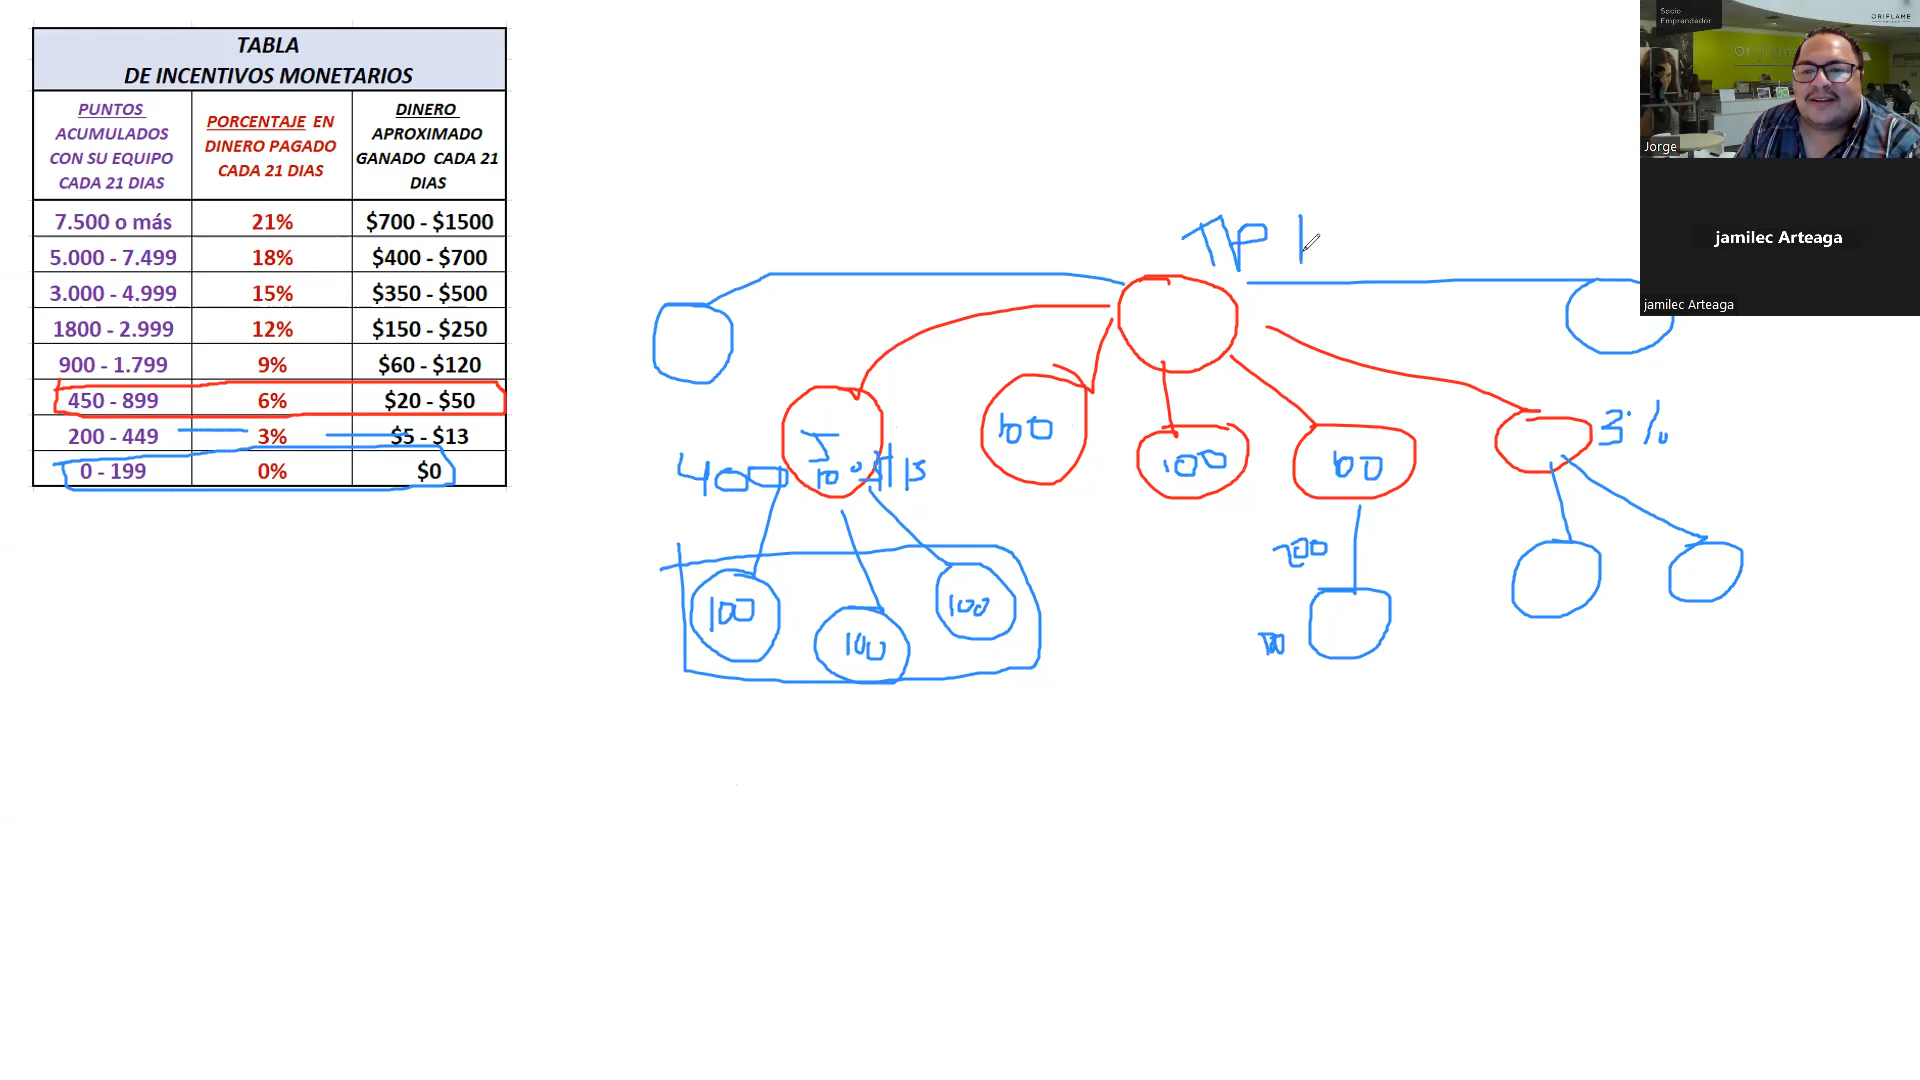 TABLA
DE INCENTIVOS MONETARIOS
PUNTOS ACUMULADOS CON SU EQUIPO CADA 21 DIAS
PORCENTAJE EN DINERO PAGADO CADA 21 DIAS
DINERO APROXIMADO GANADO CADA 21 DIAS
7.500 o más 21% $700 - $1500
5.000 - 7.499 18% $400 - $700
3.000 - 4.999 15% $350 - $500
1800 - 2.999 12% $150 - $250
900 - 1.799 9% $60 - $120
450 - 899 6% $20 - $50
200 - 449 3% $5 - $13
0 - 199 0% $0
3%
400
100
100
100
100
100
100
200
100
Socio
Emprendedor
ORIFLAME
Jorge
jamilec Arteaga
jamilec Arteaga